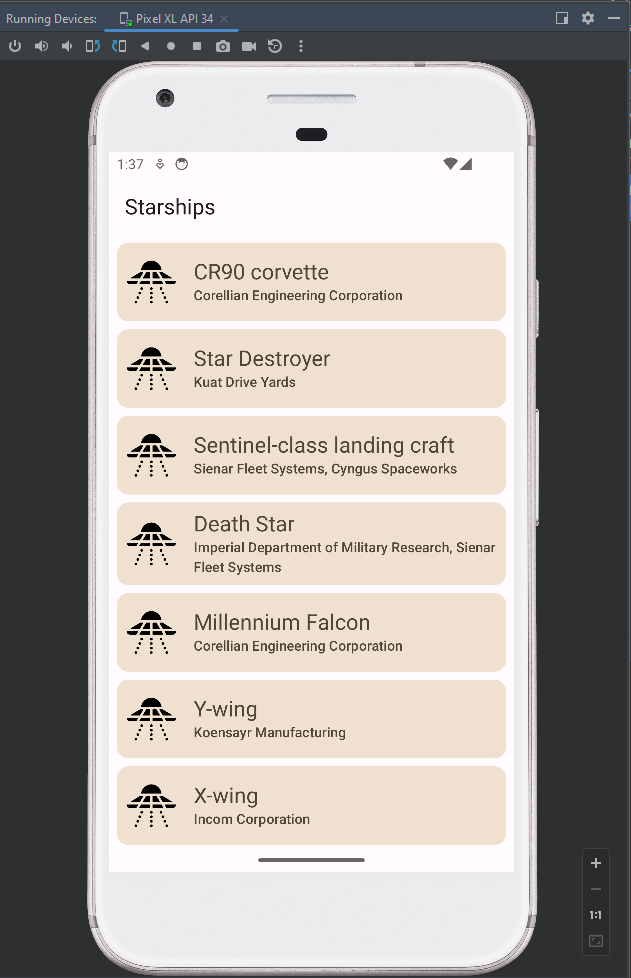 Running Devices: Pixel XL API 34
1:37
Starships
CR90 corvette
Corellian Engineering Corporation
Star Destroyer
Kuat Drive Yards
Sentinel-class landing craft
Sienar Fleet Systems, Cyngus Spaceworks
Death Star
Imperial Department of Military Research, Sienar
Fleet Systems
Millennium Falcon
Corellian Engineering Corporation
Y-wing
Koensayr Manufacturing
X-wing
Incom Corporation
1:1